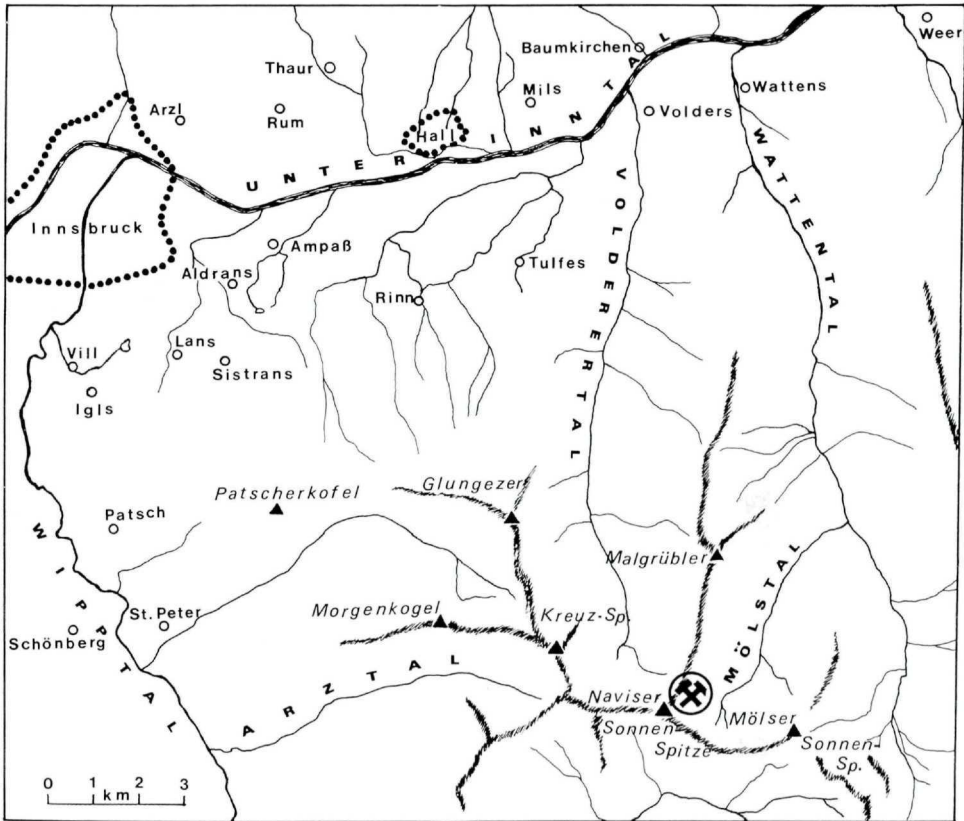 Weer
Baumkirchen
Thaur
Mils
Wattens
Arzl
Rum
Volders
Hall
UNTER INNTAL
WATTENTAL
VOLDERTAL
Innsbruck
Ampaß
Aldrans
Tulfes
Rinn
Vill
Lans
Sistrans
Igls
Glungezer
Patscherkofel
Patsch
Malgrübler
WIPPTAL
St. Peter
Morgenkogel
Kreuz-Sp.
Schönberg
MÖLSTAL
ARZTAL
Naviser
Sonnen
Spitze
Mölser
Sonnen-
Sp.
0 1 2 3
km